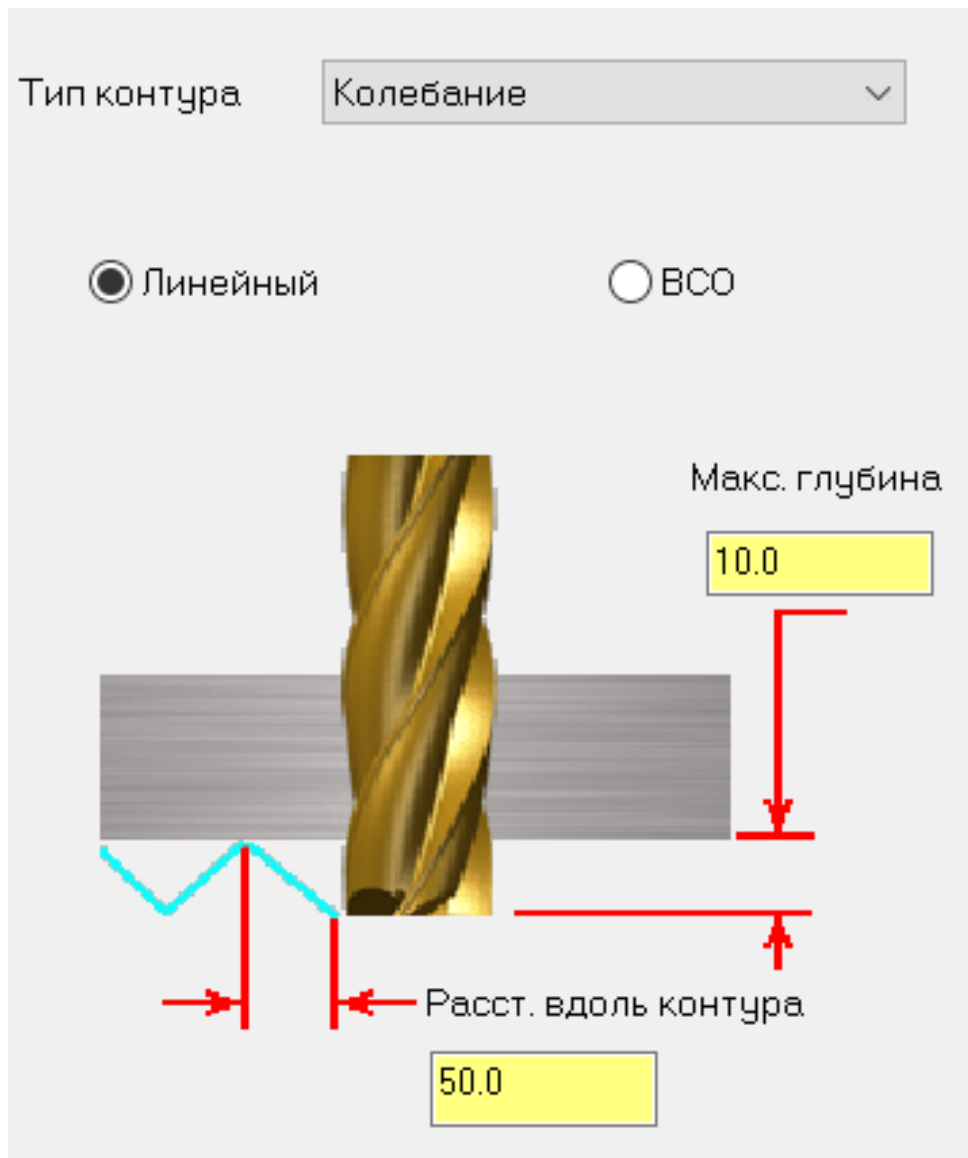 Тип контура Колебание
Линейный ВСО
Макс. глубина
10.0
Расст. вдоль контура
50.0